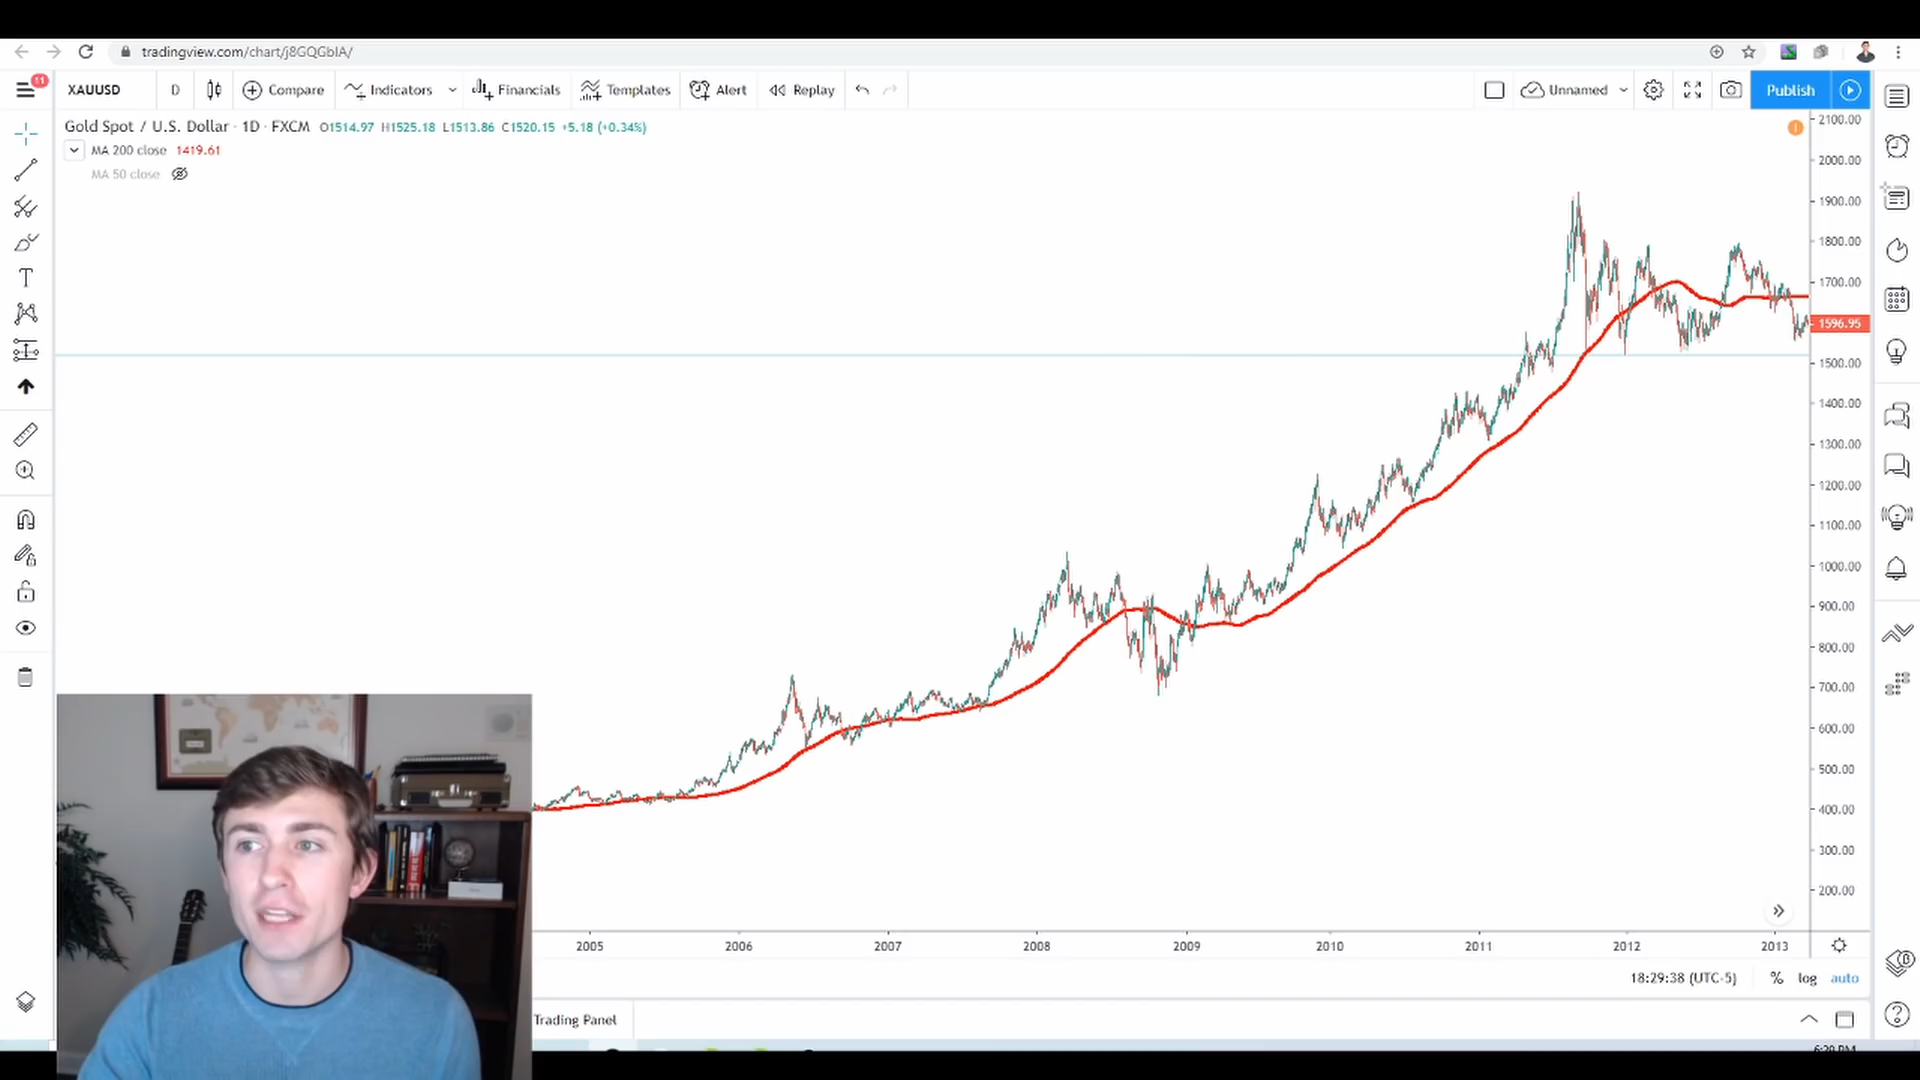 tradingview.com/chart/j8GQGbIA/
11
XAUUSD D Compare Indicators Financials Templates Alert Replay Unnamed Publish
Gold Spot / U.S. Dollar · 1D · FXCM O1514.97 H1525.18 L1513.86 C1520.15 +5.18 (+0.34%)
MA 200 close 1419.61
MA 50 close
2100.00
2000.00
1900.00
1800.00
1700.00
1596.95
1500.00
1400.00
1300.00
1200.00
1100.00
1000.00
900.00
800.00
700.00
600.00
500.00
400.00
300.00
200.00
2005 2006 2007 2008 2009 2010 2011 2012 2013
18:29:38 (UTC-5) % log auto
Trading Panel
6:29 PM